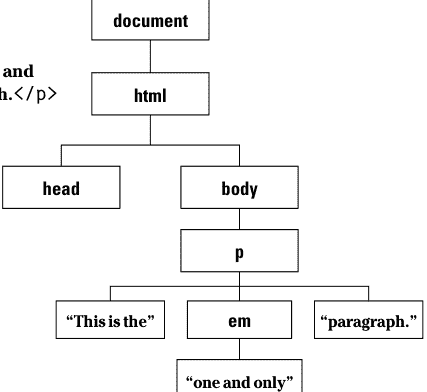 document
and
h.</p>
html
head
body
p
“This is the”
em
“paragraph.”
“one and only”